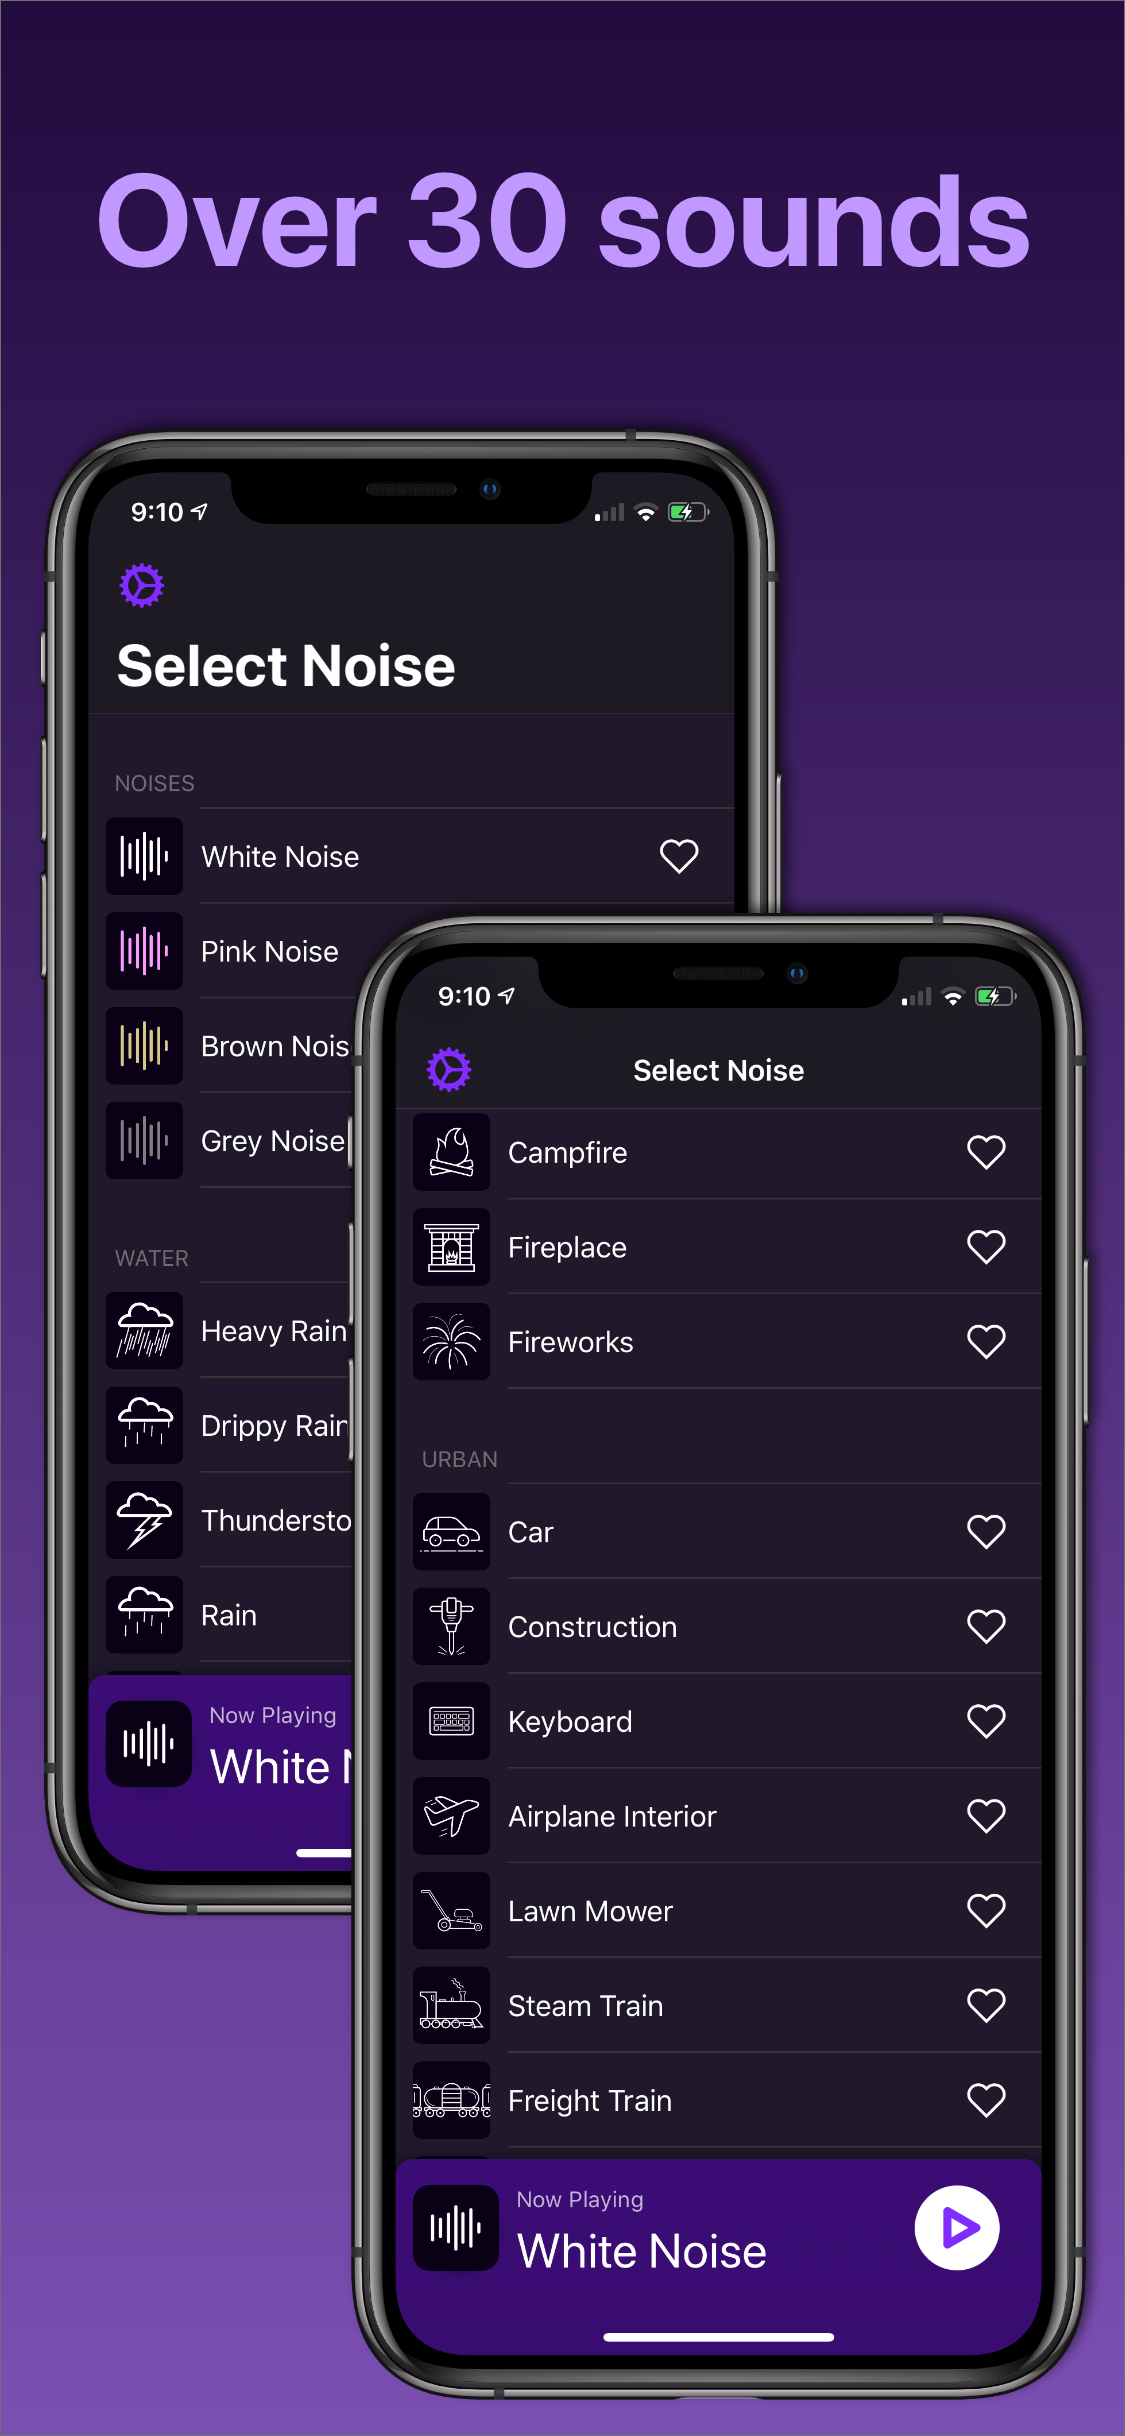 Over 30 sounds
9:10
Select Noise
NOISES
White Noise
Pink Noise
Brown Nois
Grey Noise
WATER
Heavy Rain
Drippy Rain
Thundersto
Rain
Now Playing
White N
9:10
Select Noise
Campfire
Fireplace
Fireworks
URBAN
Car
Construction
Keyboard
Airplane Interior
Lawn Mower
Steam Train
Freight Train
Now Playing
White Noise